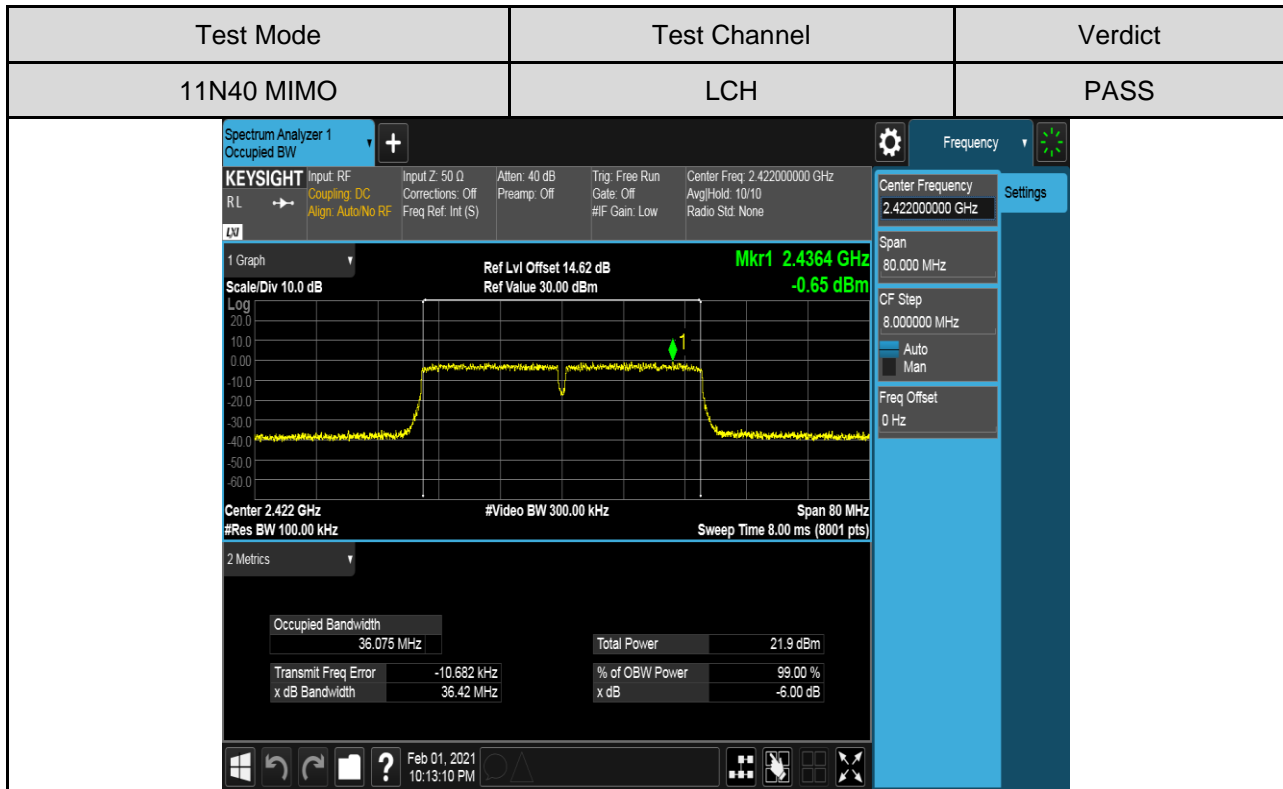 Test Mode Test Channel Verdict
11N40 MIMO LCH PASS
Spectrum Analyzer 1
Occupied BW
+
Frequency
KEYSIGHT
RL
LXI
Input: RF
Coupling: DC
Align: Auto/No RF
Input Z: 50 Ω
Corrections: Off
Freq Ref: Int (S)
Atten: 40 dB
Preamp: Off
Trig: Free Run
Gate: Off
#IF Gain: Low
Center Freq: 2.422000000 GHz
Avg|Hold: 10/10
Radio Std: None
Center Frequency
2.422000000 GHz
Settings
Span
80.000 MHz
CF Step
8.000000 MHz
Auto
Man
Freq Offset
0 Hz
1 Graph
Scale/Div 10.0 dB
Ref Lvl Offset 14.62 dB
Ref Value 30.00 dBm
Mkr1 2.4364 GHz
-0.65 dBm
Log
20.0
10.0
0.00
-10.0
-20.0
-30.0
-40.0
-50.0
-60.0
1
Center 2.422 GHz #Video BW 300.00 kHz Span 80 MHz
#Res BW 100.00 kHz Sweep Time 8.00 ms (8001 pts)
2 Metrics
Occupied Bandwidth
36.075 MHz
Total Power 21.9 dBm
Transmit Freq Error -10.682 kHz
% of OBW Power 99.00 %
x dB Bandwidth 36.42 MHz
x dB -6.00 dB
?
Feb 01, 2021
10:13:10 PM